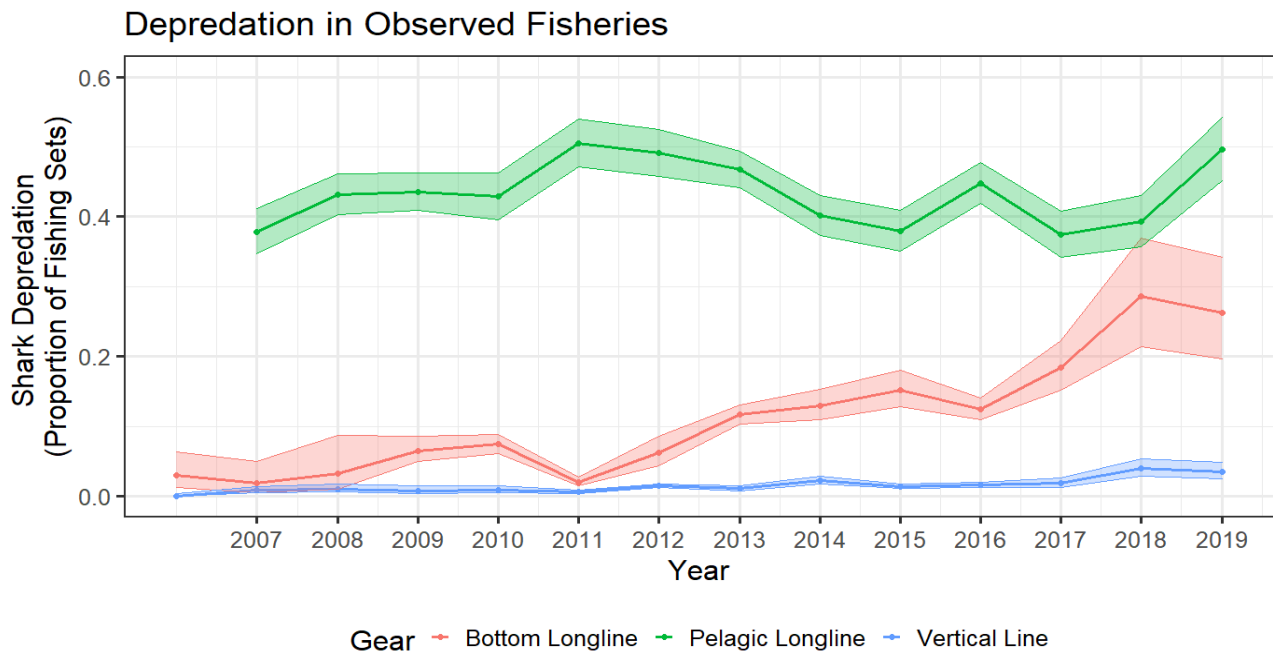 Depredation in Observed Fisheries
Shark Depredation
(Proportion of Fishing Sets)
0.6
0.4
0.2
0.0
2007 2008 2009 2010 2011 2012 2013 2014 2015 2016 2017 2018 2019
Year
Gear Bottom Longline Pelagic Longline Vertical Line